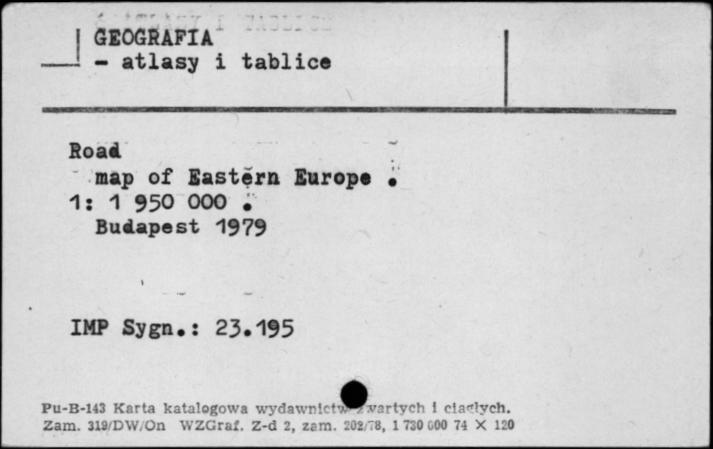 GEOGRAFIA
- atlasy i tablice
Road
map of Eastern Europe .
1: 1 950 000 .
Budapest 1979
IMP Sygn.: 23.195
Pu-B-143 Karta katalogowa wydawnictw zwartych i ciągłych.
Zam. 319/DW/On WZGraf. Z-d 2, zam. 202/78, 1 730 000 74 X 120